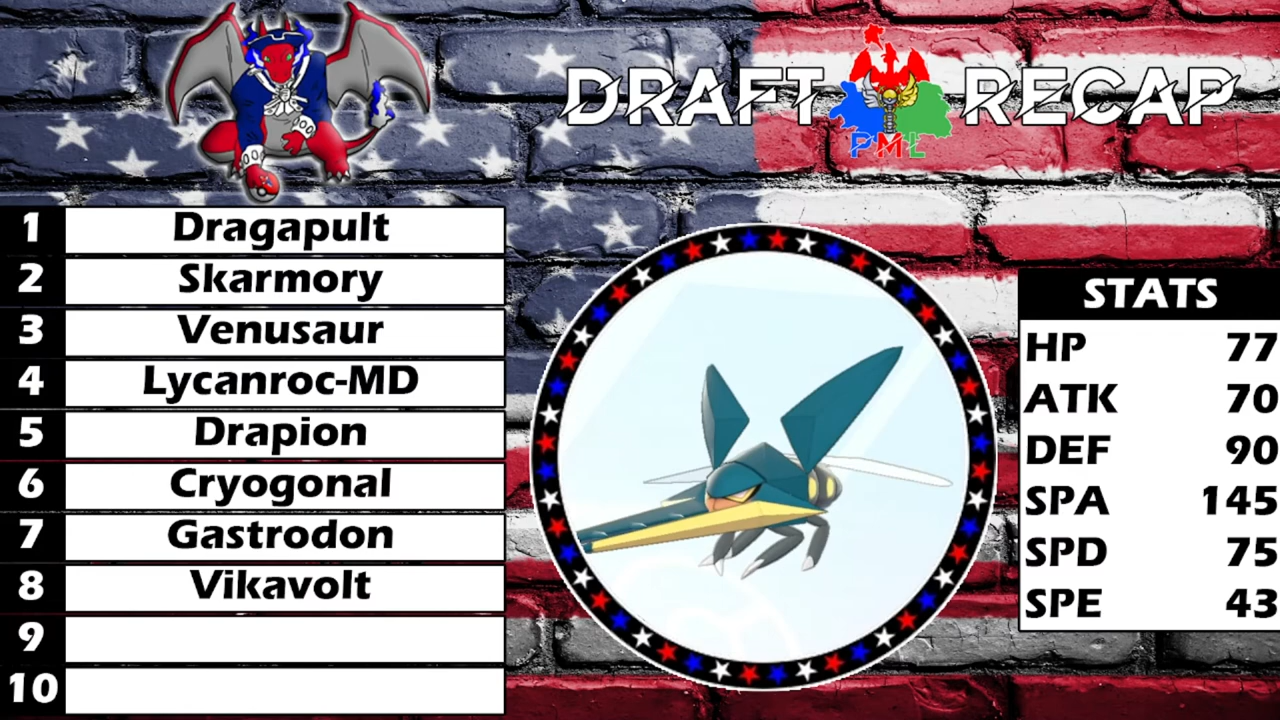 DRAFT RECAP
PML
1 Dragapult
2 Skarmory
3 Venusaur
4 Lycanroc-MD
5 Drapion
6 Cryogonal
7 Gastrodon
8 Vikavolt
9
10
STATS
HP 77
ATK 70
DEF 90
SPA 145
SPD 75
SPE 43